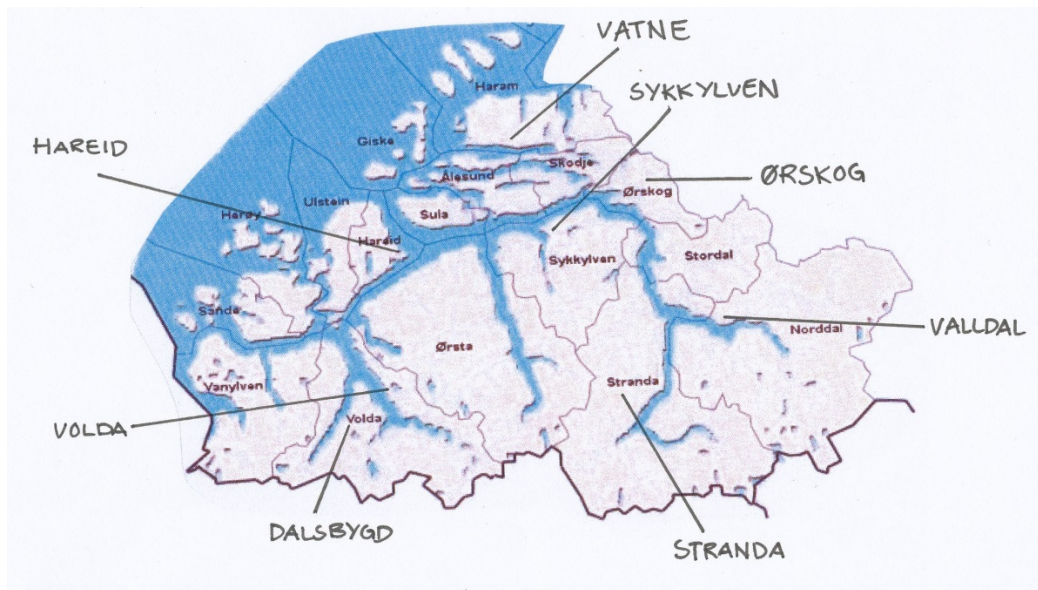 VATNE
SYKKYLVEN
HAREID
ØRSKOG
Haram
Giske
Skodje
Ålesund
Ørskog
Ulstein
Herøy
Sula
Hareid
Sykkylven
Stordal
Sande
VALLDAL
Norddal
Ørsta
Vanylven
Stranda
VOLDA
Volda
DALSBYGD
STRANDA